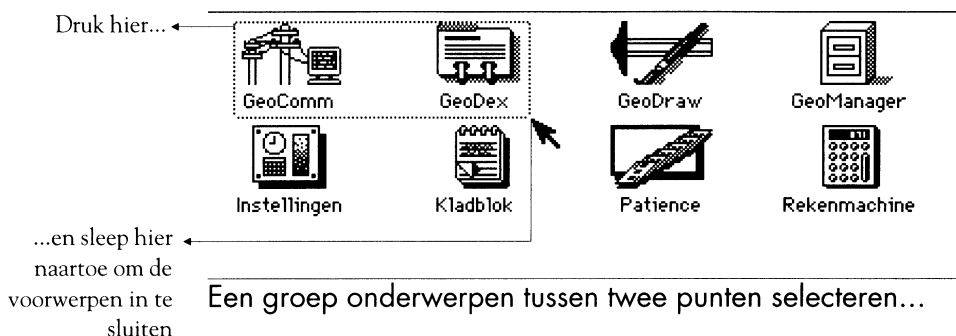 Druk hier...
GeoComm
GeoDex
GeoDraw
GeoManager
Instellingen
Kladblok
Patience
Rekenmachine
...en sleep hier
naartoe om de
voorwerpen in te
sluiten
Een groep onderwerpen tussen twee punten selecteren...